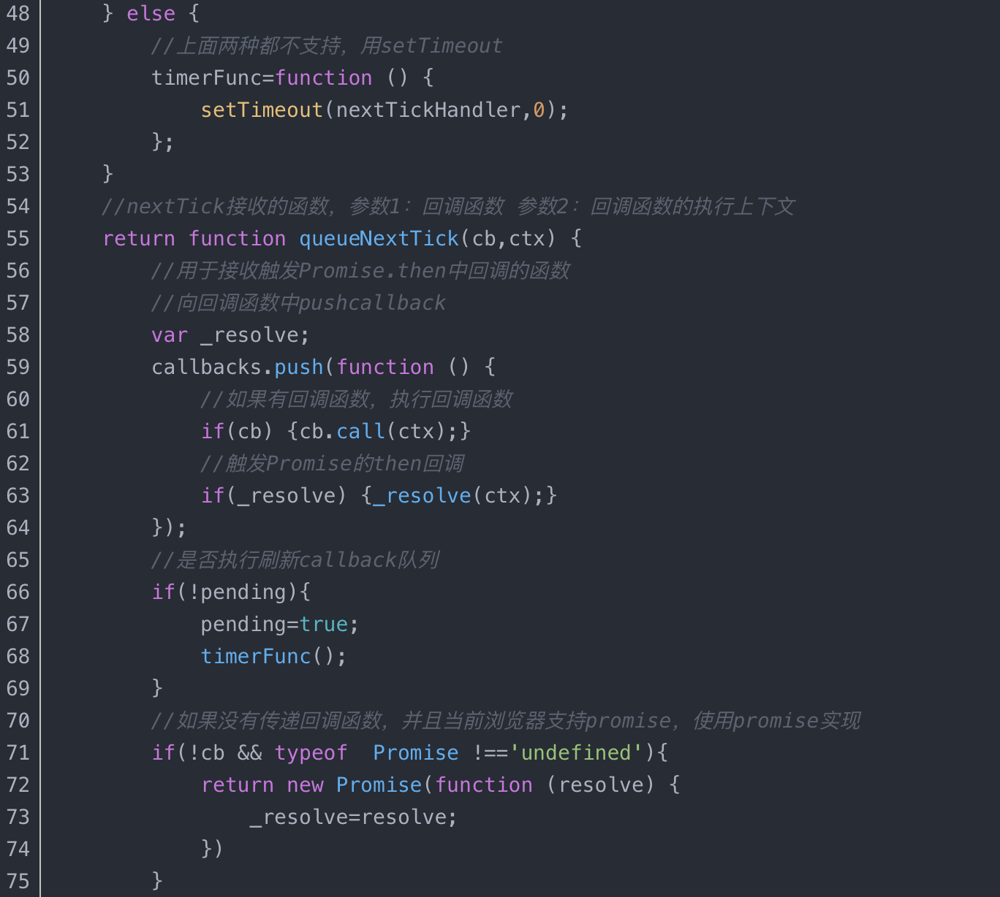 48 } else {
49 //上面两种都不支持，用setTimeout
50 timerFunc=function () {
51 setTimeout(nextTickHandler,0);
52 };
53 }
54 //nextTick接收的函数，参数1：回调函数 参数2：回调函数的执行上下文
55 return function queueNextTick(cb,ctx) {
56 //用于接收触发Promise.then中回调的函数
57 //向回调函数中pushcallback
58 var _resolve;
59 callbacks.push(function () {
60 //如果有回调函数，执行回调函数
61 if(cb) {cb.call(ctx);}
62 //触发Promise的then回调
63 if(_resolve) {_resolve(ctx);}
64 });
65 //是否执行刷新callback队列
66 if(!pending){
67 pending=true;
68 timerFunc();
69 }
70 //如果没有传递回调函数，并且当前浏览器支持promise，使用promise实现
71 if(!cb && typeof  Promise !=='undefined'){
72 return new Promise(function (resolve) {
73 _resolve=resolve;
74 })
75 }